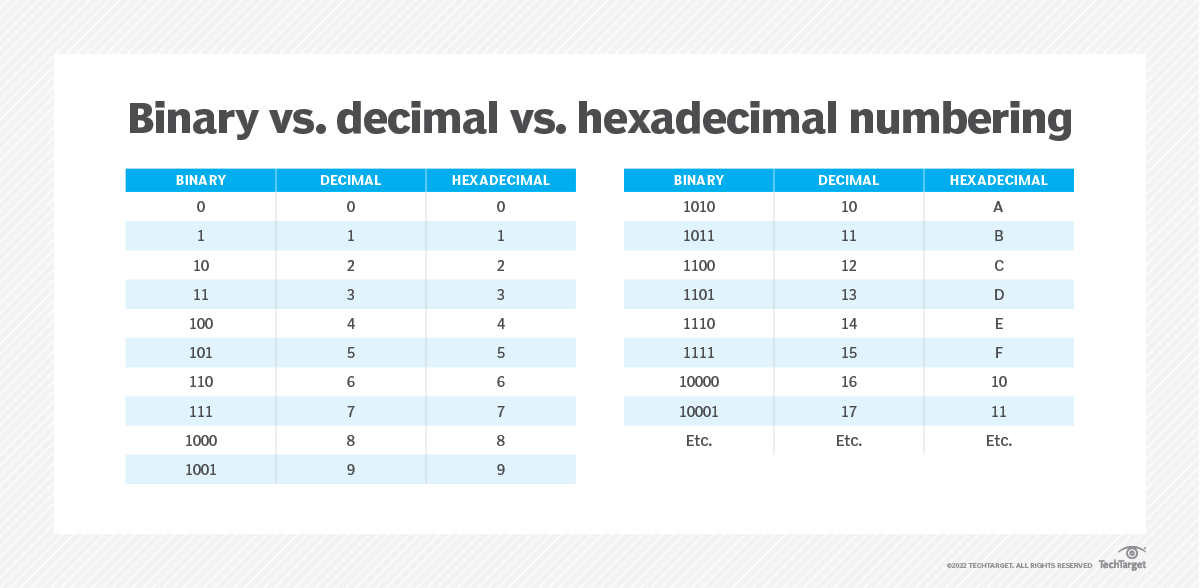 Binary vs. decimal vs. hexadecimal numbering
BINARY DECIMAL HEXADECIMAL
0 0 0
1 1 1
10 2 2
11 3 3
100 4 4
101 5 5
110 6 6
111 7 7
1000 8 8
1001 9 9
BINARY DECIMAL HEXADECIMAL
1010 10 A
1011 11 B
1100 12 C
1101 13 D
1110 14 E
1111 15 F
10000 16 10
10001 17 11
Etc. Etc. Etc.
©2022 TECHTARGET. ALL RIGHTS RESERVED TechTarget